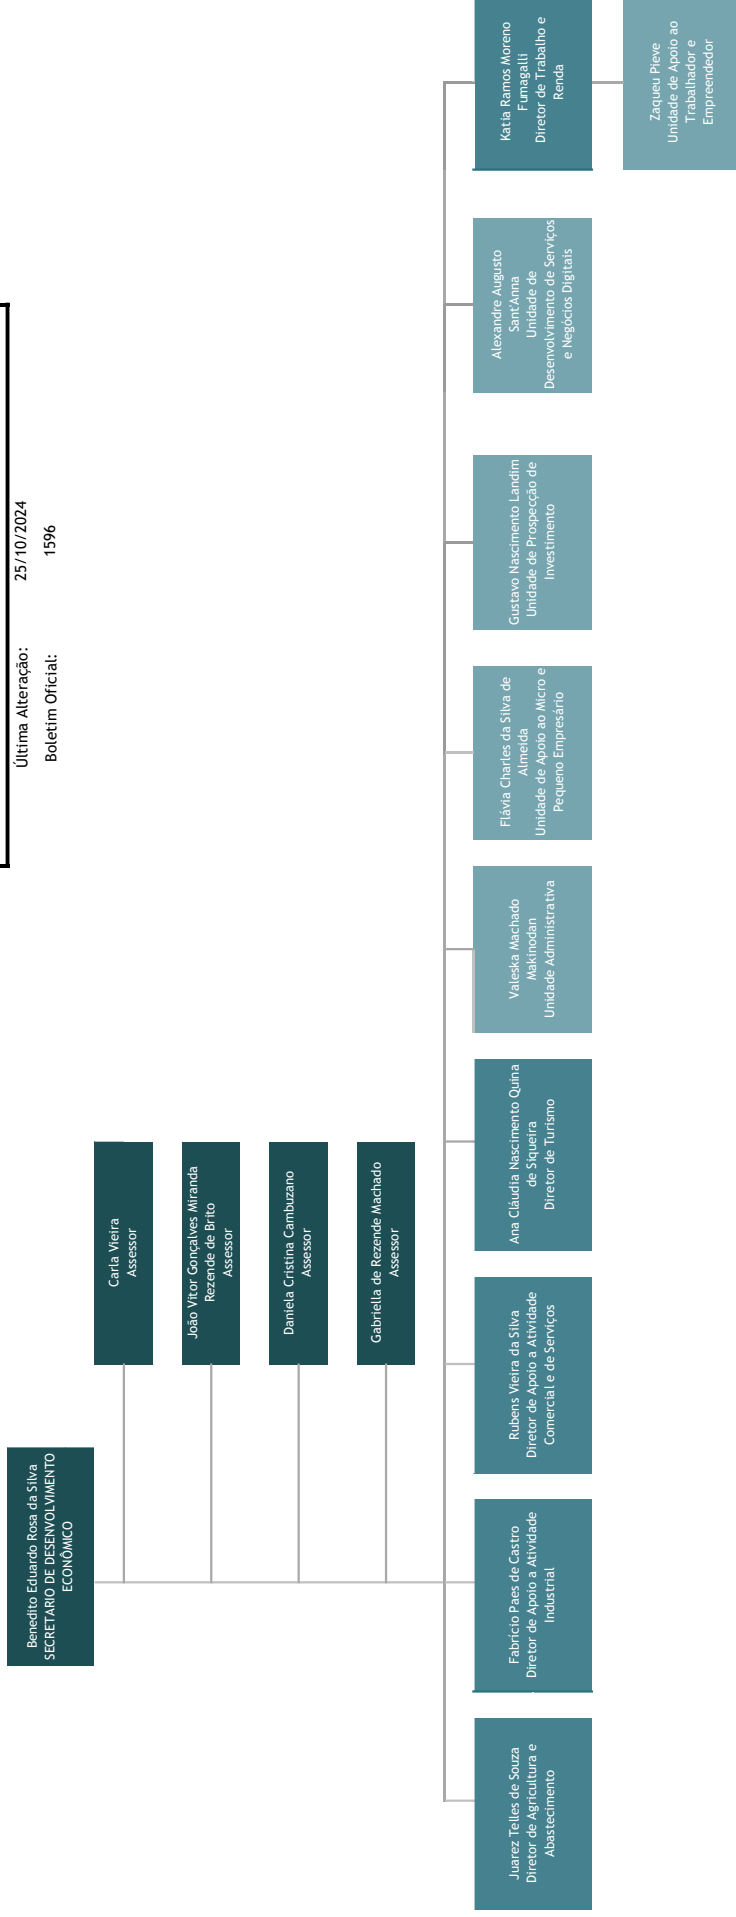 Última Alteração: 25/10/2024
Boletim Oficial: 1596
Benedito Eduardo Rosa da Silva
SECRETARIO DE DESENVOLVIMENTO
ECONÔMICO
Carla Vieira
Assessor
João Vitor Gonçalves Miranda
Rezende de Brito
Assessor
Daniela Cristina Cambuzano
Assessor
Gabriella de Rezende Machado
Assessor
Juarez Telles de Souza
Diretor de Agricultura e
Abastecimento
Fabrício Paes de Castro
Diretor de Apoio a Atividade
Industrial
Rubens Vieira da Silva
Diretor de Apoio a Atividade
Comercial e de Serviços
Ana Cláudia Nascimento Quina
de Siqueira
Diretor de Turismo
Valeska Machado
Makinodan
Unidade Administrativa
Flávia Charles da Silva de
Almeida
Unidade de Apoio ao Micro e
Pequeno Empresário
Gustavo Nascimento Landim
Unidade de Prospecção de
Investimento
Alexandre Augusto
Sant'Anna
Unidade de
Desenvolvimento de Serviços
e Negócios Digitais
Katia Ramos Moreno
Fumagalli
Diretor de Trabalho e
Renda
Zaqueu Pieve
Unidade de Apoio ao
Trabalhador e
Empreendedor